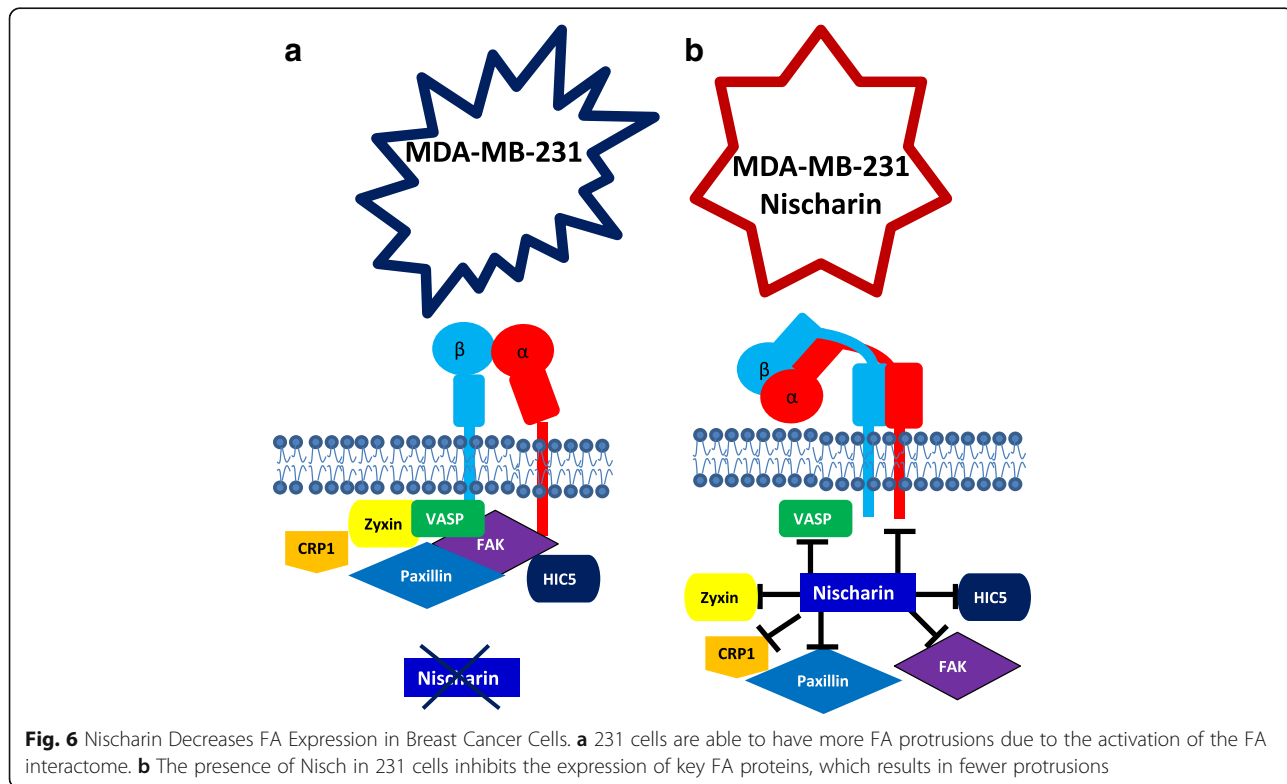 a
MDA-MB-231
β
α
Zyxin
VASP
CRP1
FAK
Paxillin
HIC5
Nischarin
b
MDA-MB-231
Nischarin
β
α
VASP
Zyxin
Nischarin
HIC5
CRP1
FAK
Paxillin
Fig. 6 Nischarin Decreases FA Expression in Breast Cancer Cells. a 231 cells are able to have more FA protrusions due to the activation of the FA
interactome. b The presence of Nisch in 231 cells inhibits the expression of key FA proteins, which results in fewer protrusions